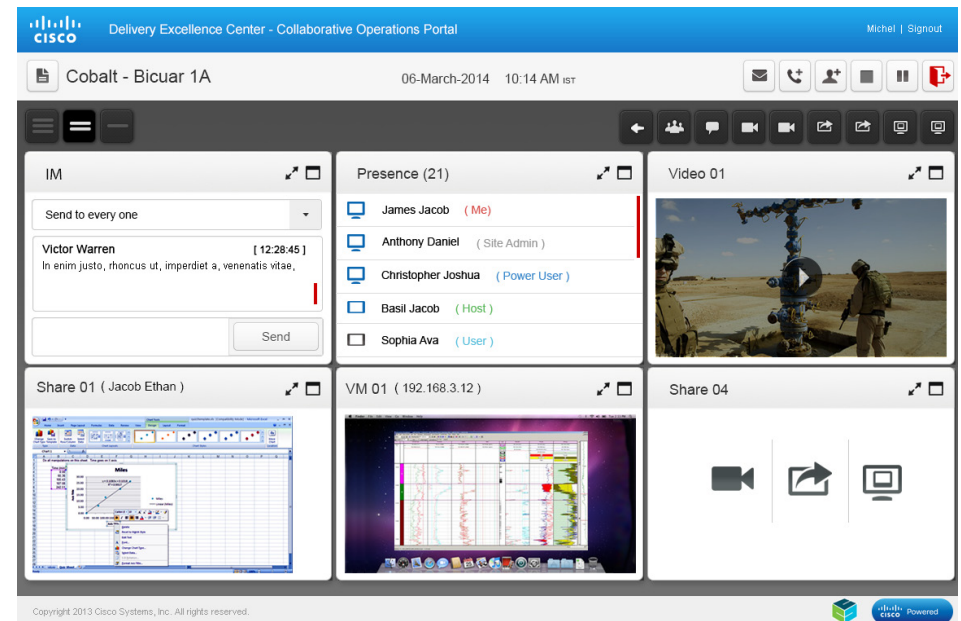 CISCO
Delivery Excellence Center - Collaborative Operations Portal
Michel | Signout
Cobalt - Bicuar 1A
06-March-2014 10:14 AM IST
IM
Send to every one
Victor Warren [ 12:28:45 ]
In enim justo, rhoncus ut, imperdiet a, venenatis vitae,
Send
Presence (21)
James Jacob ( Me)
Anthony Daniel ( Site Admin )
Christopher Joshua ( Power User )
Basil Jacob ( Host )
Sophia Ava ( User )
Video 01
Share 01 ( Jacob Ethan )
Miles
VM 01 ( 192.168.3.12 )
Share 04
Copyright 2013 Cisco Systems, Inc. All rights reserved.
CISCO Powered